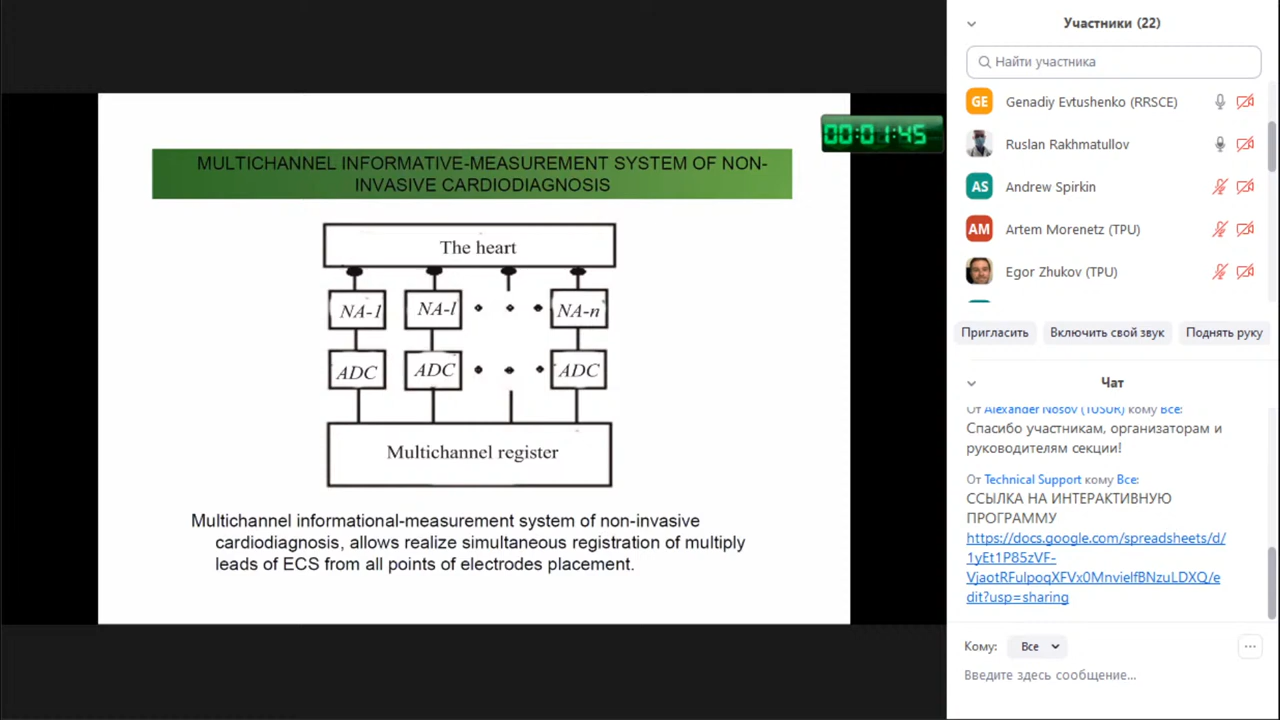 MULTICHANNEL INFORMATIVE-MEASUREMENT SYSTEM OF NON-
INVASIVE CARDIODIAGNOSIS
00:01:45
The heart
NA-1
NA-l
NA-n
ADC
ADC
ADC
Multichannel register
Multichannel informational-measurement system of non-invasive
cardiodiagnosis, allows realize simultaneous registration of multiply
leads of ECS from all points of electrodes placement.
Участники (22)
Найти участника
GE Genadiy Evtushenko (RRSCE)
Ruslan Rakhmatullov
AS Andrew Spirkin
AM Artem Morenetz (TPU)
Egor Zhukov (TPU)
Пригласить
Включить свой звук
Поднять руку
Чат
От Alexander Nosov (TUSUR) кому Все:
Спасибо участникам, организаторам и
руководителям секции!
От Technical Support кому Все:
ССЫЛКА НА ИНТЕРАКТИВНУЮ
ПРОГРАММУ
https://docs.google.com/spreadsheets/d/
1yEt1P85zVF-
VjaotRFulpoqXFVx0MnvielfBNzuLDXQ/e
dit?usp=sharing
Кому: Все
Введите здесь сообщение...